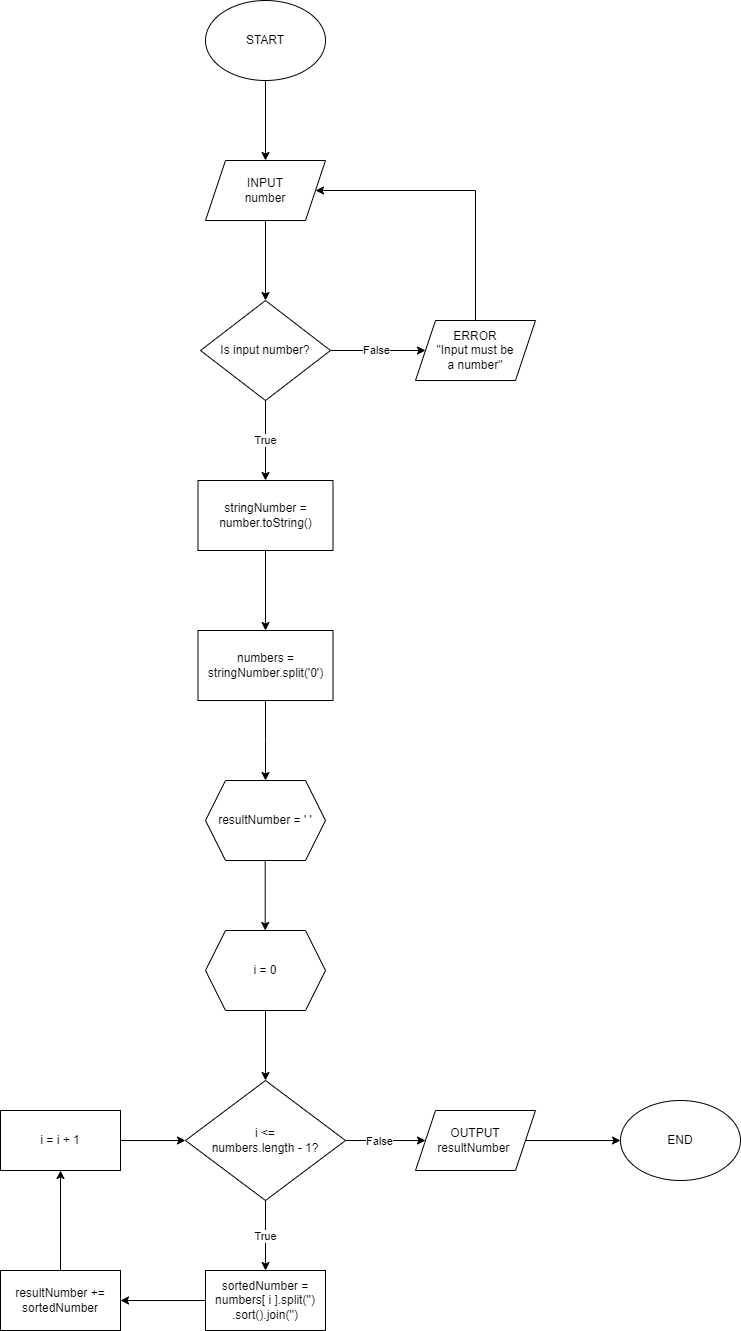 START
INPUT
number
Is input number?
False
ERROR
"Input must be
a number"
True
stringNumber =
number.toString()
numbers =
stringNumber.split('0')
resultNumber = ' '
i = 0
i = i + 1
i <=
numbers.length - 1?
False
OUTPUT
resultNumber
END
True
resultNumber +=
sortedNumber
sortedNumber =
numbers[ i ].split('')
.sort().join('')